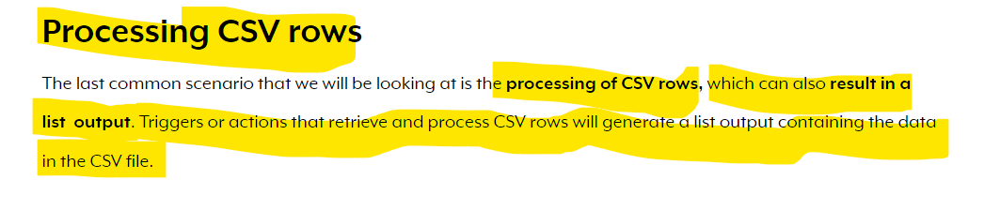 Processing CSV rows
The last common scenario that we will be looking at is the processing of CSV rows, which can also result in a
list output. Triggers or actions that retrieve and process CSV rows will generate a list output containing the data
in the CSV file.